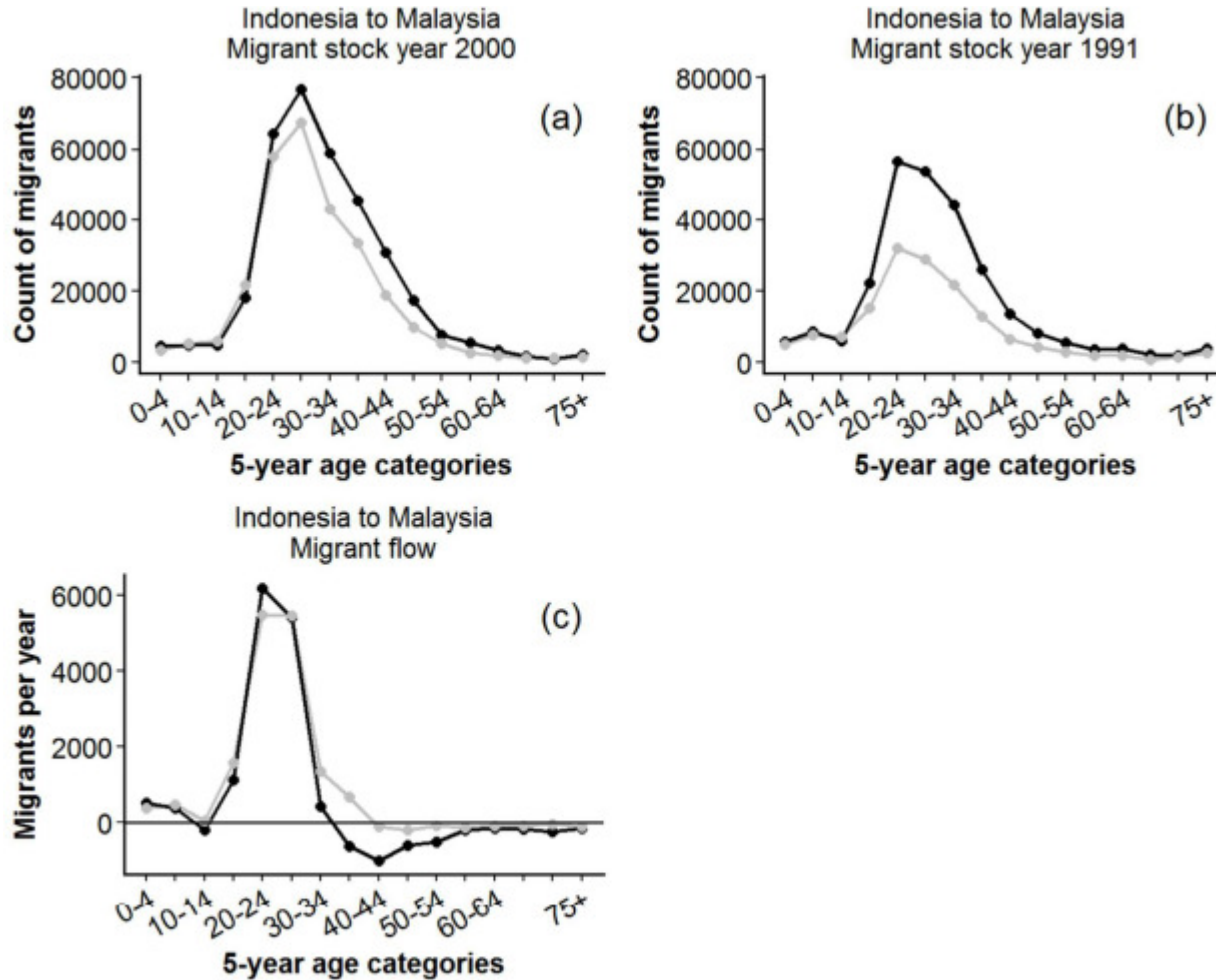 Indonesia to Malaysia
Migrant stock year 2000
(a)
Count of migrants
80000
60000
40000
20000
0
0-4
10-14
20-24
30-34
40-44
50-54
60-64
75+
5-year age categories
Indonesia to Malaysia
Migrant stock year 1991
(b)
Count of migrants
80000
60000
40000
20000
0
0-4
10-14
20-24
30-34
40-44
50-54
60-64
75+
5-year age categories
Indonesia to Malaysia
Migrant flow
(c)
Migrants per year
6000
4000
2000
0
0-4
10-14
20-24
30-34
40-44
50-54
60-64
75+
5-year age categories